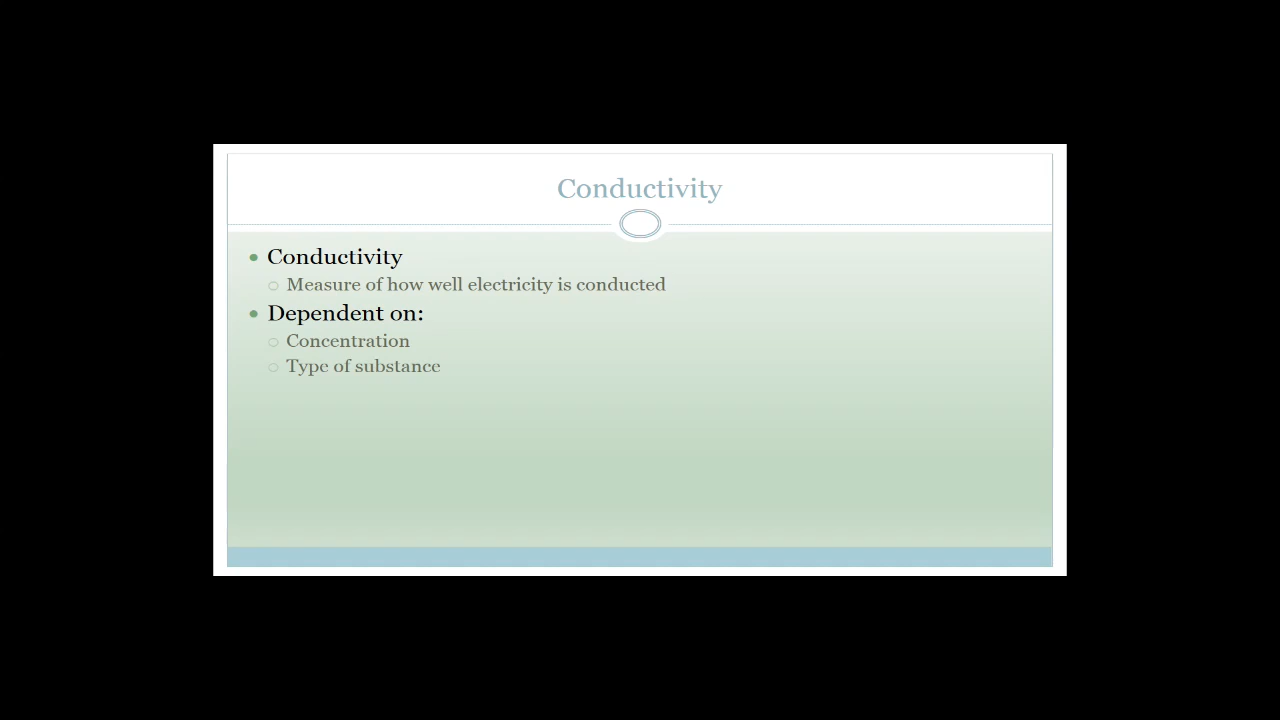 Conductivity
Conductivity
Measure of how well electricity is conducted
Dependent on:
Concentration
Type of substance